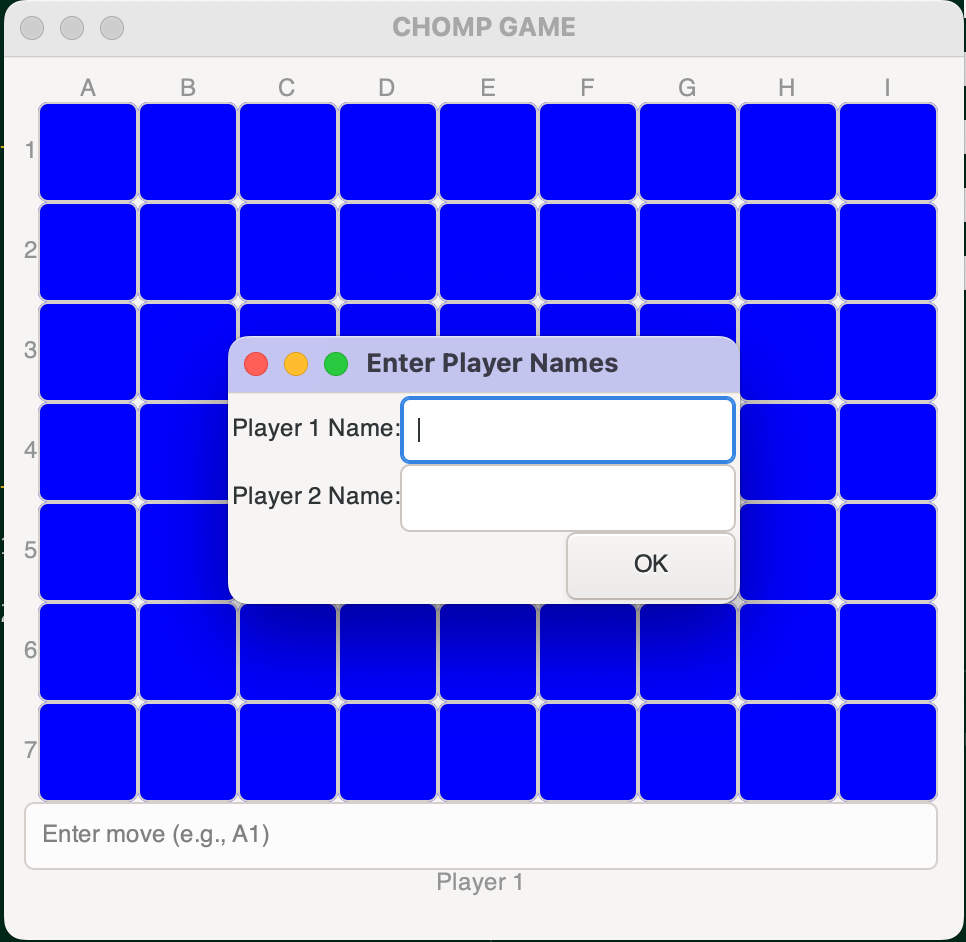 CHOMP GAME
A B C D E F G H I
1
2
3
Enter Player Names
Player 1 Name:
4
Player 2 Name:
5
OK
6
7
Enter move (e.g., A1)
Player 1